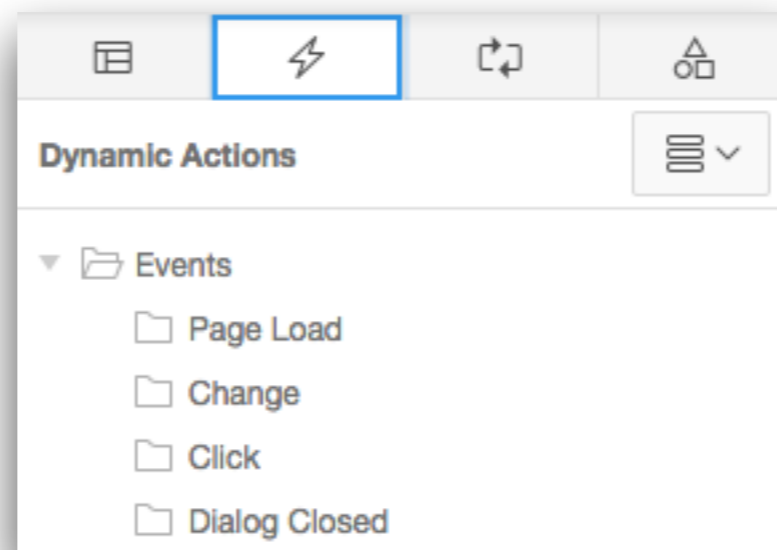 Dynamic Actions
Events
Page Load
Change
Click
Dialog Closed